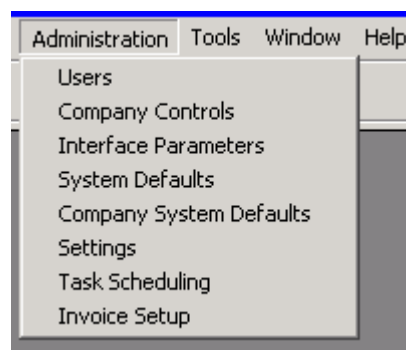 Administration Tools Window Help
Users
Company Controls
Interface Parameters
System Defaults
Company System Defaults
Settings
Task Scheduling
Invoice Setup